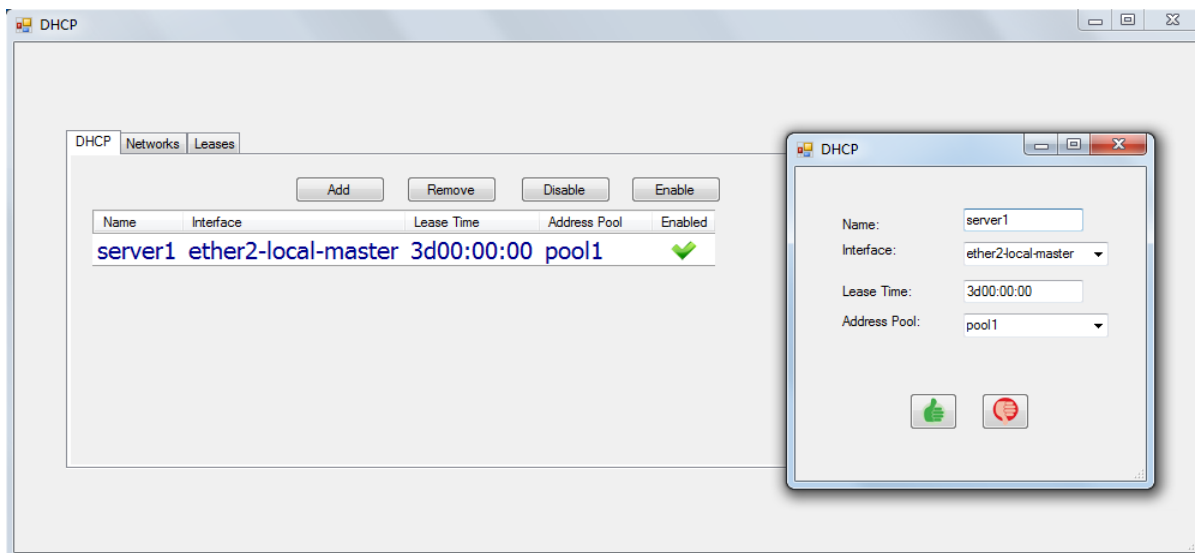 DHCP
DHCP Networks Leases
Add Remove Disable Enable
Name Interface Lease Time Address Pool Enabled
server1 ether2-local-master 3d00:00:00 pool1
DHCP
Name: server1
Interface: ether2-local-master
Lease Time: 3d00:00:00
Address Pool: pool1